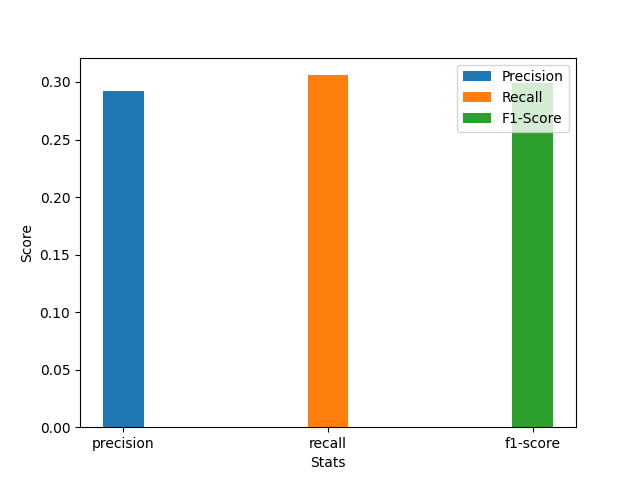 0.30
0.25
0.20
0.15
0.10
0.05
0.00
Score
Precision
Recall
F1-Score
precision recall f1-score
Stats